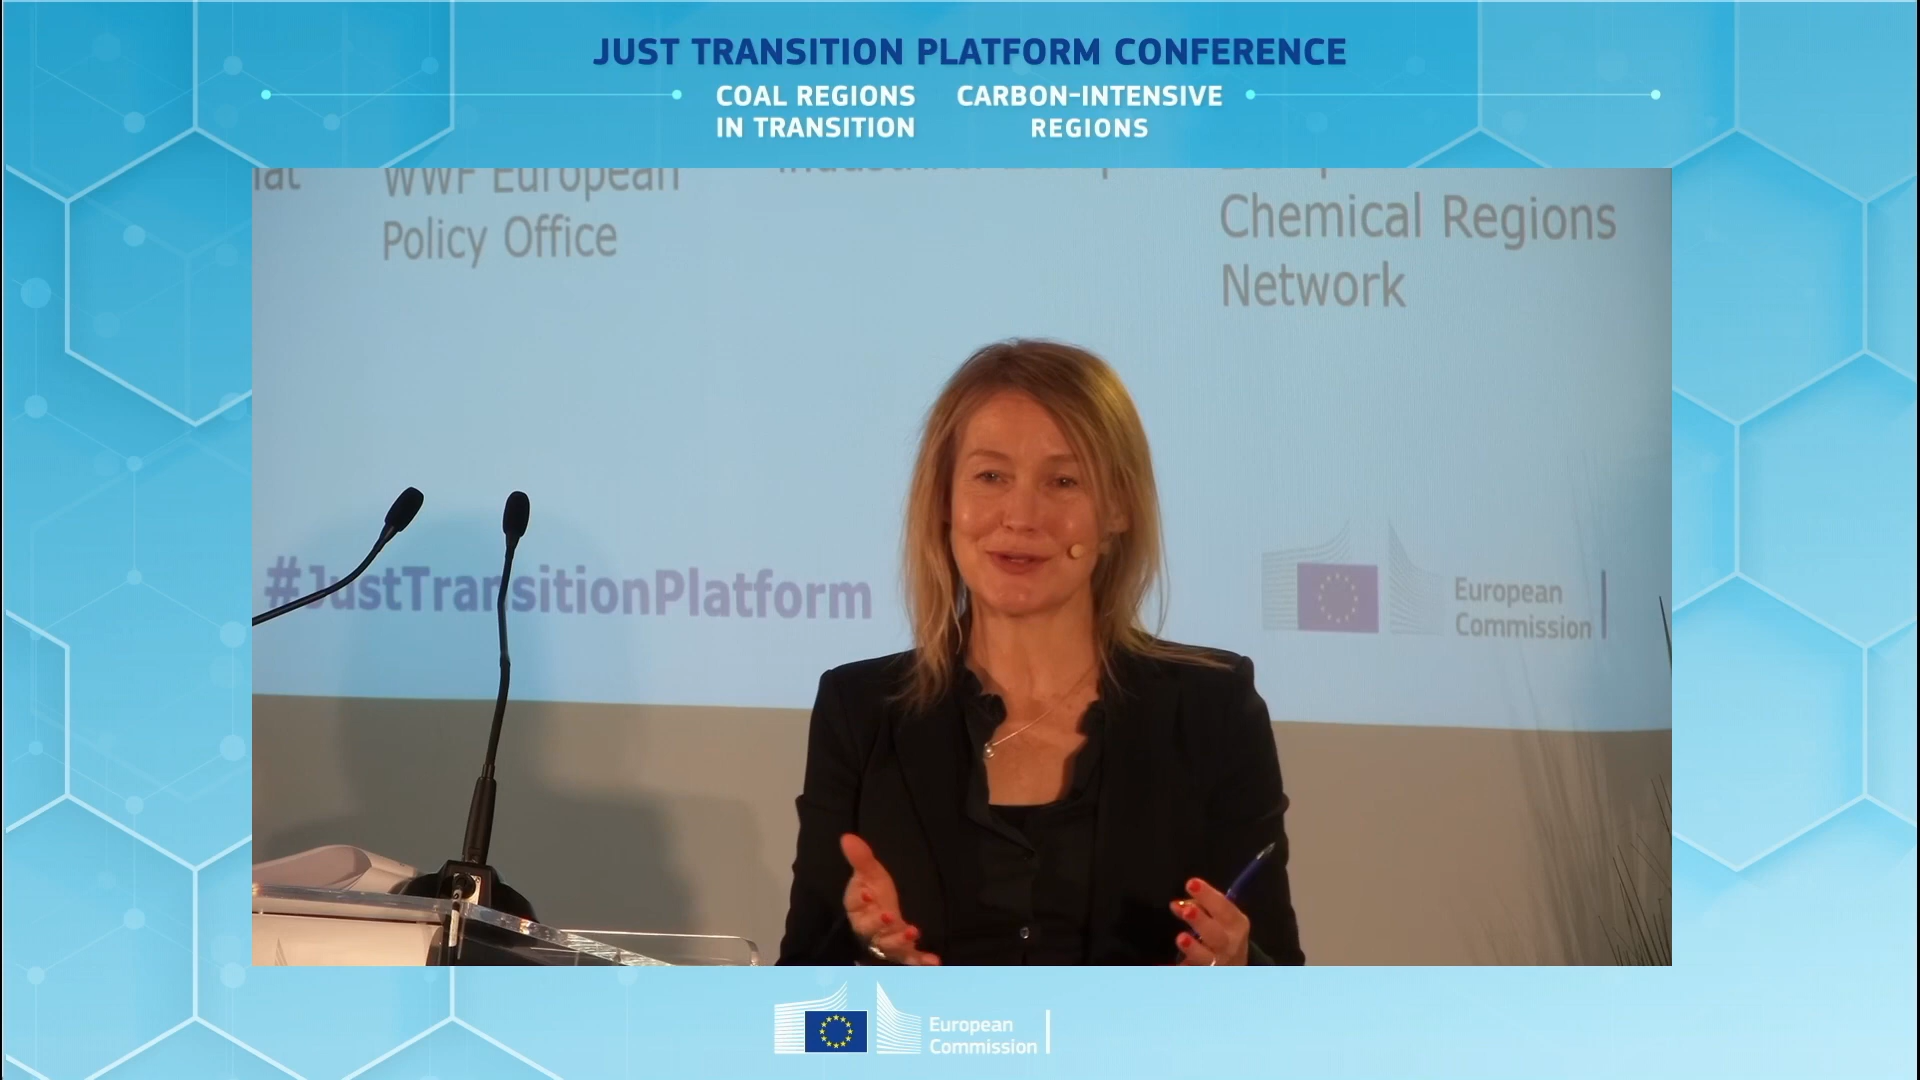 JUST TRANSITION PLATFORM CONFERENCE
COAL REGIONS
IN TRANSITION
CARBON-INTENSIVE
REGIONS
WWF European
Policy Office
Chemical Regions
Network
#JustTransitionPlatform
European
Commission
European
Commission